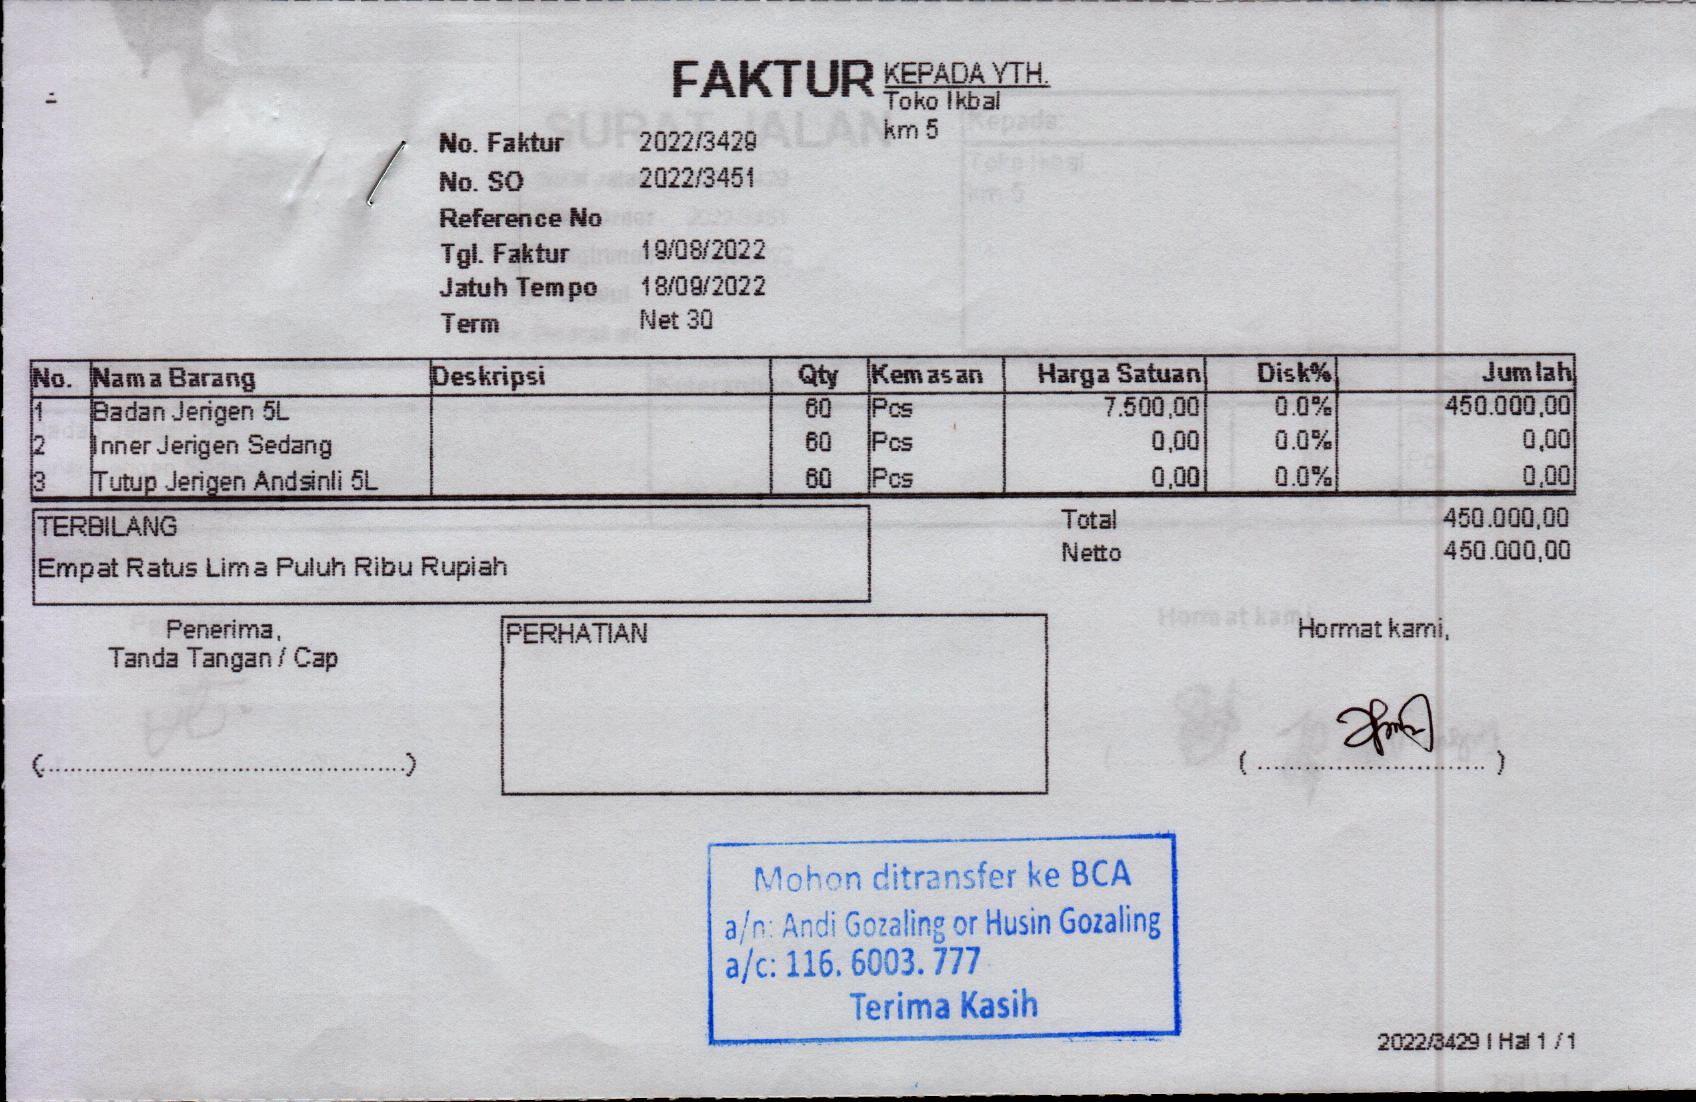 FAKTUR
KEPADA YTH.
Toko Ikbal
km 5
No. Faktur 2022/3429
No. SO 2022/3451
Reference No
Tgl. Faktur 19/08/2022
Jatuh Tempo 18/09/2022
Term Net 30
No. Nama Barang Deskripsi Qty Kemasan Harga Satuan Disk% Jumlah
1 Badan Jerigen 5L 60 Pcs 7.500,00 0.0% 450.000,00
2 Inner Jerigen Sedang 60 Pcs 0,00 0.0% 0,00
3 Tutup Jerigen Andsinli 5L 60 Pcs 0,00 0.0% 0,00
TERBILANG
Empat Ratus Lima Puluh Ribu Rupiah
Total 450.000,00
Netto 450.000,00
Penerima,
Tanda Tangan / Cap
PERHATIAN
Hormat kami,
Mohon ditransfer ke BCA
a/n: Andi Gozaling or Husin Gozaling
a/c: 116. 6003. 777
Terima Kasih
2022/3429 | Hal 1 / 1